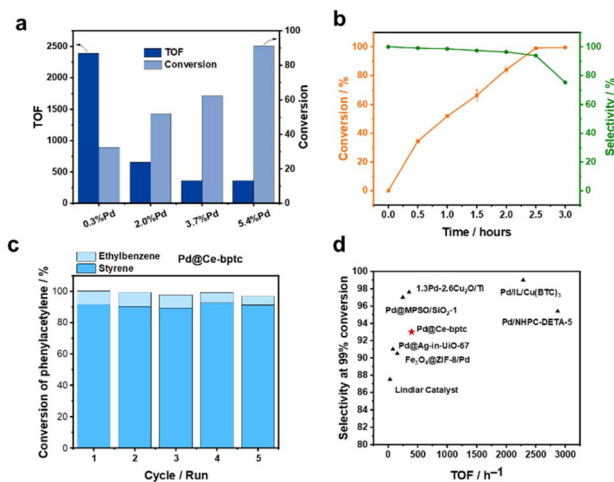 a
TOF
Conversion
2500
2000
1500
1000
500
0
TOF
100
80
60
40
20
0
Conversion
0.3%Pd 2.0%Pd 3.7%Pd 5.4%Pd
b
100
80
60
40
20
0
Conversion / %
100
80
60
40
20
0
Selectivity / %
0.0 0.5 1.0 1.5 2.0 2.5 3.0
Time / hours
c
Ethylbenzene
Styrene
Pd@Ce-bptc
100
80
60
40
20
0
Conversion of phenylacetylene / %
1 2 3 4 5
Cycle / Run
d
100
98
96
94
92
90
88
86
84
82
80
Selectivity at 99% conversion
1.3Pd-2.6Cu₂O/Ti
Pd/IL/Cu(BTC)₃
Pd@MPSO/SiO₂-1
Pd/NHPC-DETA-5
Pd@Ce-bptc
Pd@Ag-in-UiO-67
Fe₃O₄@ZIF-8/Pd
Lindlar Catalyst
0 500 1000 1500 2000 2500 3000
TOF / h⁻¹